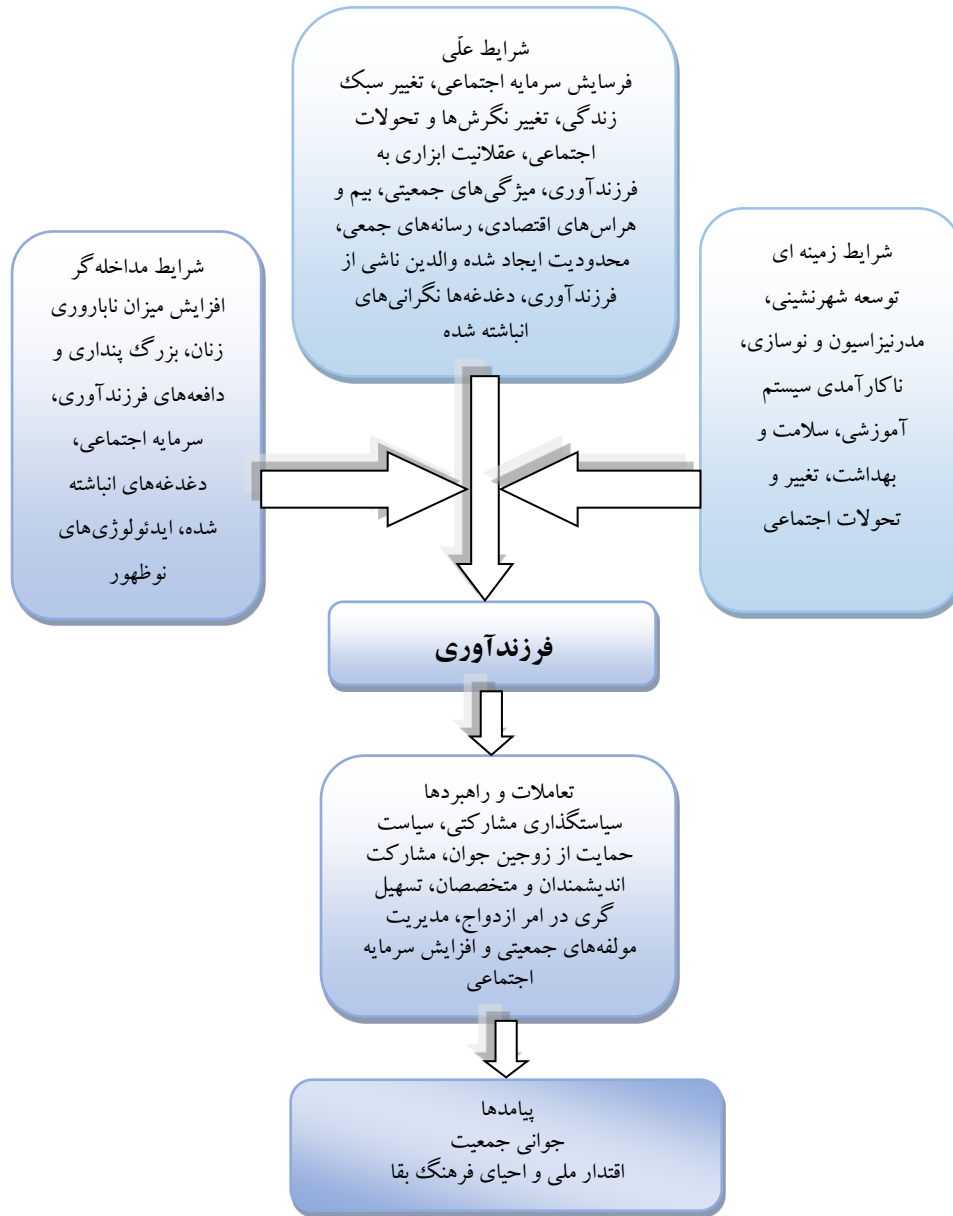 شرایط علّی
فرسایش سرمایه اجتماعی، تغییر سبک
زندگی، تغییر نگرش‌ها و تحولات
اجتماعی، عقلانیت ابزاری به
فرزندآوری، میژگی‌های جمعیتی، بیم و
هراس‌های اقتصادی، رسانه‌های جمعی،
محدودیت ایجاد شده والدین ناشی از
فرزندآوری، دغدغه‌ها نگرانی‌های
انباشته شده
شرایط زمینه ای
توسعه شهرنشینی،
مدرنیزاسیون و نوسازی،
ناکارآمدی سیستم
آموزشی، سلامت و
بهداشت، تغییر و
تحولات اجتماعی
شرایط مداخله‌گر
افزایش میزان ناباروری
زنان، بزرگ پنداری و
دافعه‌های فرزندآوری،
سرمایه اجتماعی،
دغدغه‌های انباشته
شده، ایدئولوژی‌های
نوظهور
فرزندآوری
تعاملات و راهبردها
سیاستگذاری مشارکتی، سیاست
حمایت از زوجین جوان، مشارکت
اندیشمندان و متخصصان، تسهیل
گری در امر ازدواج، مدیریت
مولفه‌های جمعیتی و افزایش سرمایه
اجتماعی
پیامدها
جوانی جمعیت
اقتدار ملی و احیای فرهنگ بقا